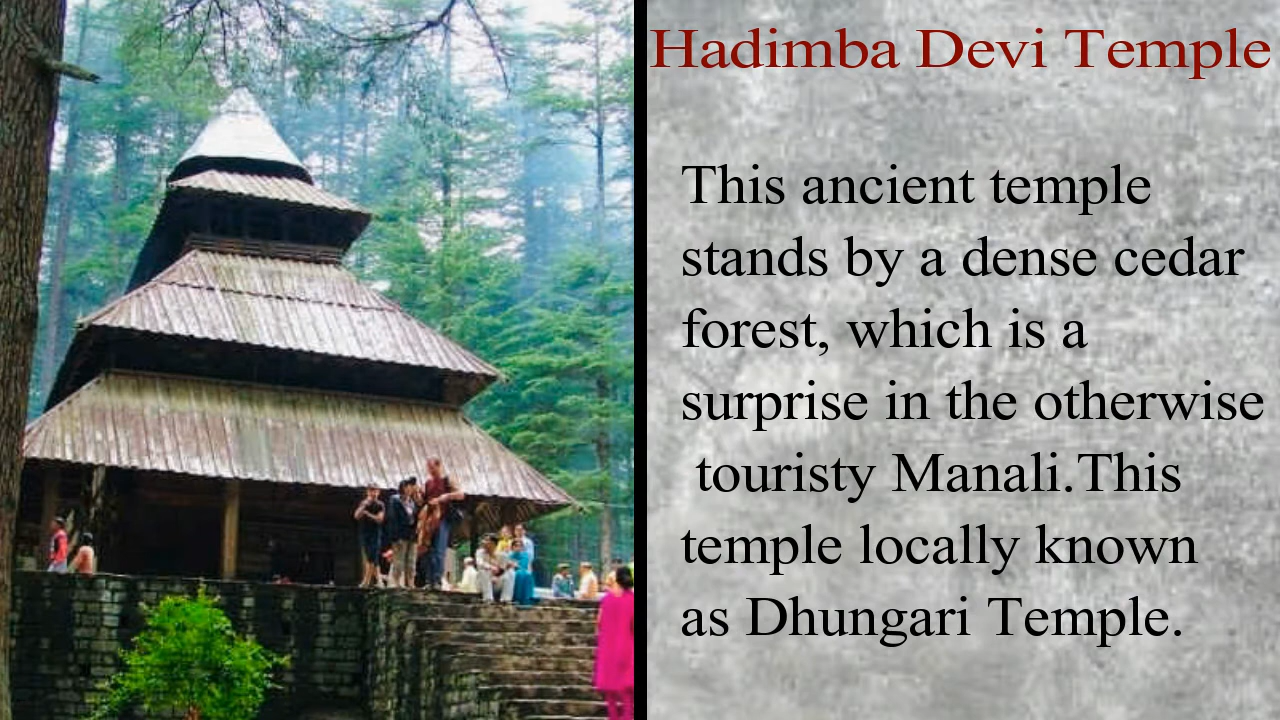 Hadimba Devi Temple
This ancient temple
stands by a dense cedar
forest, which is a
surprise in the otherwise
touristy Manali.This
temple locally known
as Dhungari Temple.